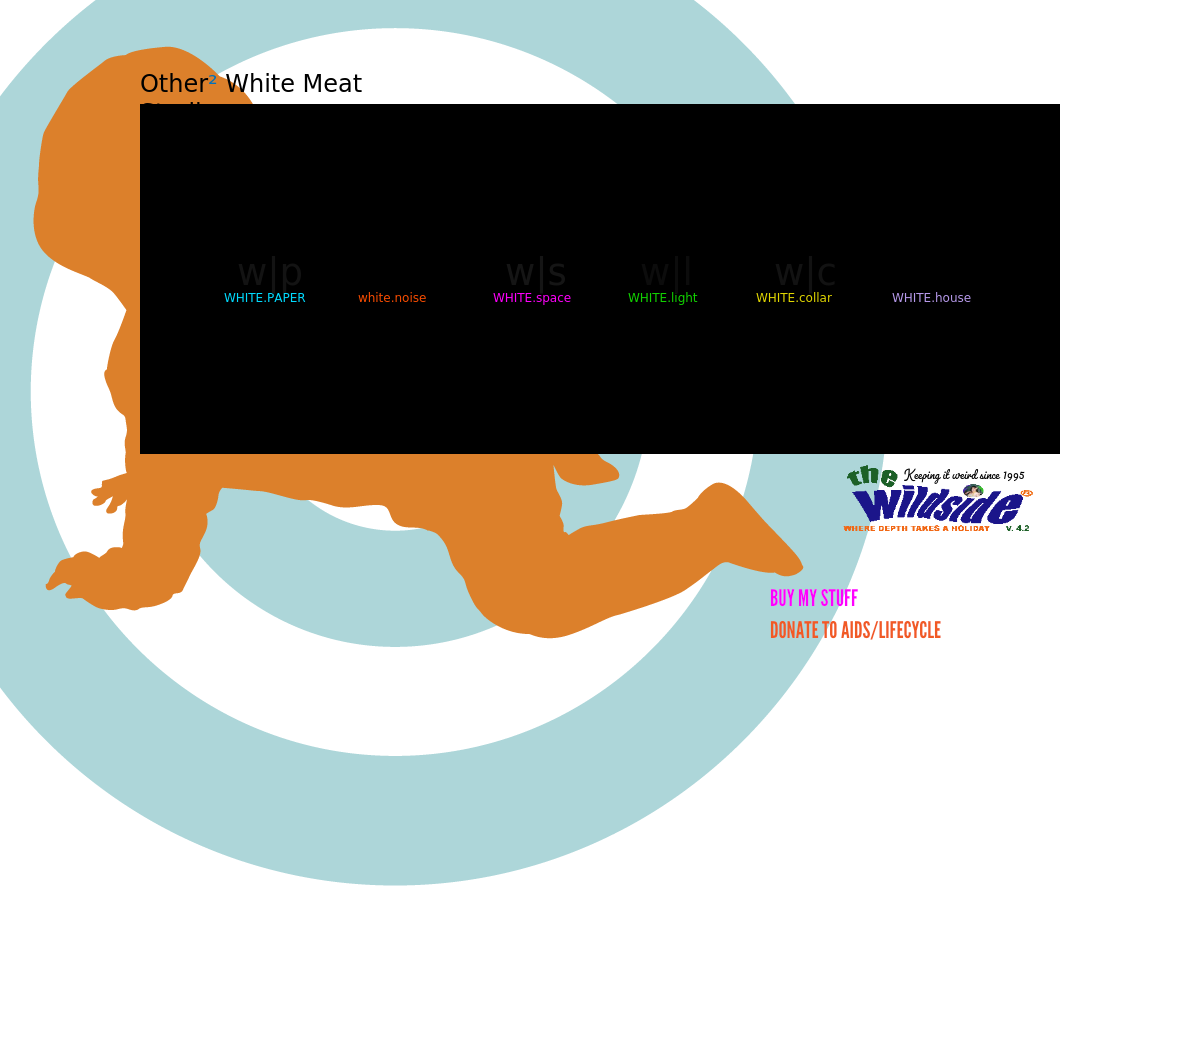 Other² White Meat
w|p w|s w|l w|c
WHITE.PAPER white.noise WHITE.space WHITE.light WHITE.collar WHITE.house
the Keeping it weird since 1995
Wildside
WHERE DEPTH TAKES A HOLIDAY v. 4.2
BUY MY STUFF
DONATE TO AIDS/LIFECYCLE